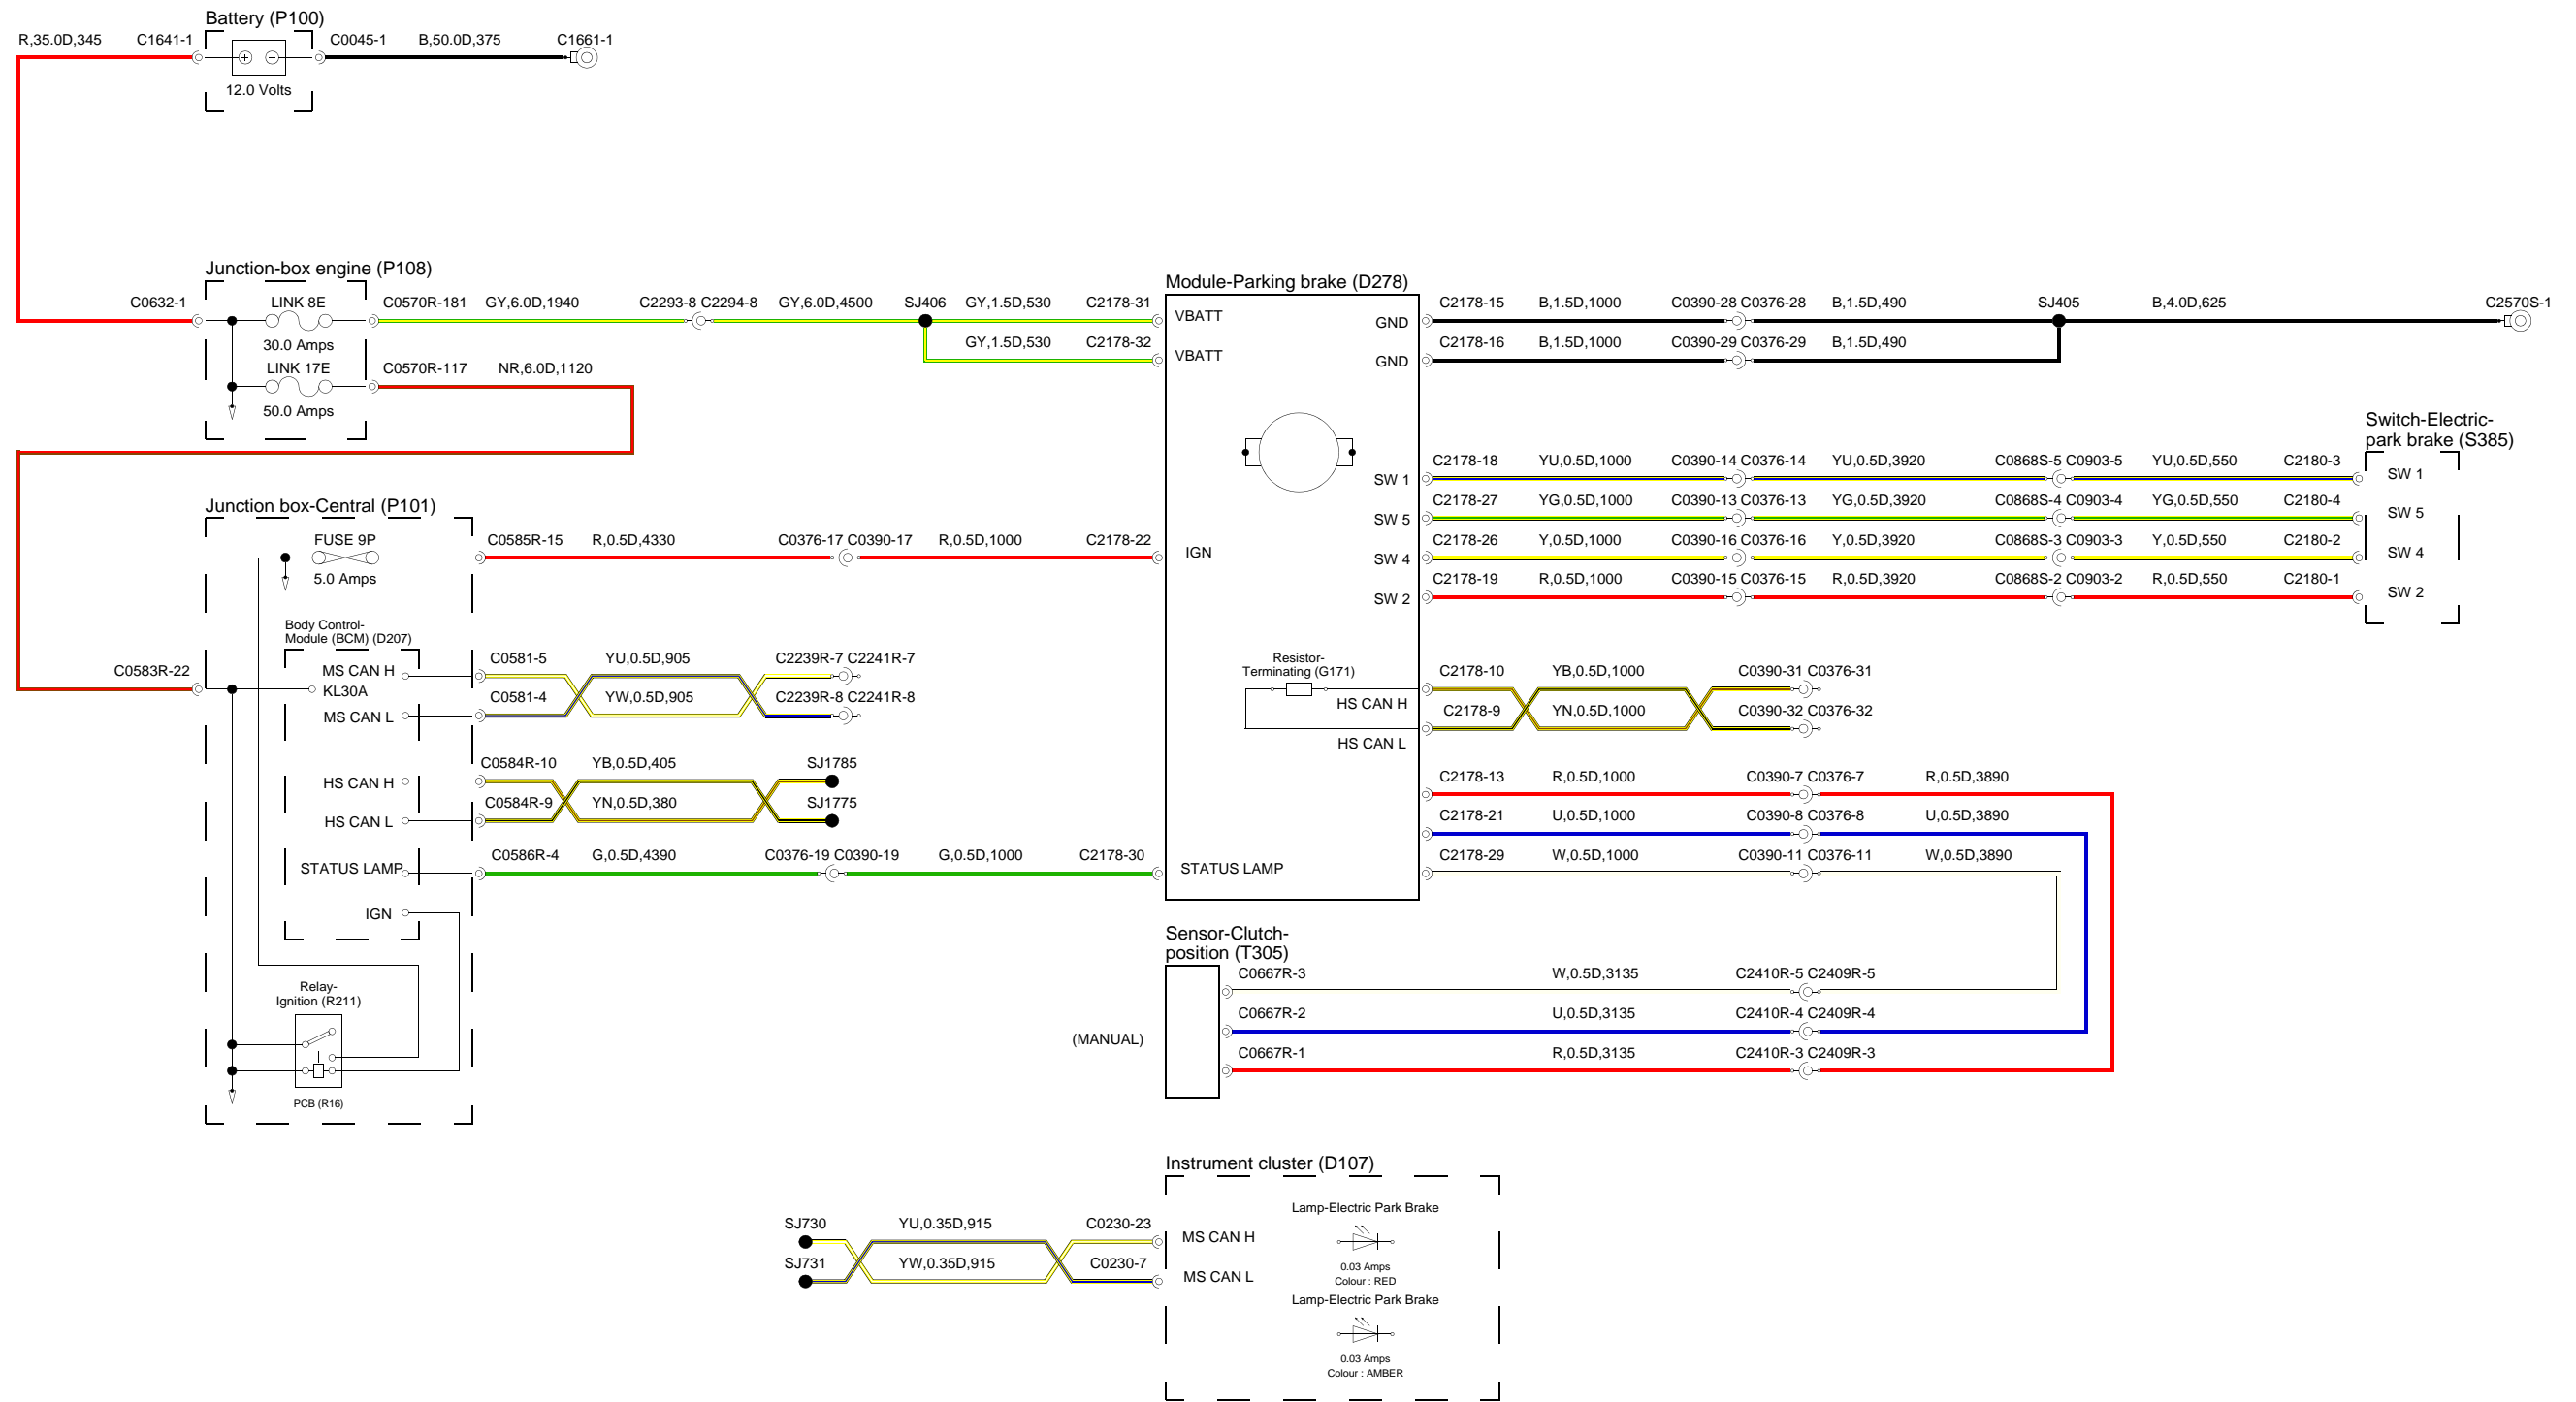 Battery (P100)
R,35.0D,345 C1641-1 C0045-1 B,50.0D,375 C1661-1
12.0 Volts
Junction-box engine (P108)
C0632-1 LINK 8E C0570R-181 GY,6.0D,1940 C2293-8 C2294-8 GY,6.0D,4500 SJ406 GY,1.5D,530 C2178-31
30.0 Amps
GY,1.5D,530 C2178-32
LINK 17E C0570R-117 NR,6.0D,1120
50.0 Amps
Module-Parking brake (D278)
VBATT
VBATT
IGN
STATUS LAMP
GND
GND
SW 1
SW 5
SW 4
SW 2
Resistor-
Terminating (G171)
HS CAN H
HS CAN L
C2178-15 B,1.5D,1000 C0390-28 C0376-28 B,1.5D,490 SJ405 B,4.0D,625 C2570S-1
C2178-16 B,1.5D,1000 C0390-29 C0376-29 B,1.5D,490
Switch-Electric-
park brake (S385)
C2178-18 YU,0.5D,1000 C0390-14 C0376-14 YU,0.5D,3920 C0868S-5 C0903-5 YU,0.5D,550 C2180-3 SW 1
C2178-27 YG,0.5D,1000 C0390-13 C0376-13 YG,0.5D,3920 C0868S-4 C0903-4 YG,0.5D,550 C2180-4 SW 5
C2178-26 Y,0.5D,1000 C0390-16 C0376-16 Y,0.5D,3920 C0868S-3 C0903-3 Y,0.5D,550 C2180-2 SW 4
C2178-19 R,0.5D,1000 C0390-15 C0376-15 R,0.5D,3920 C0868S-2 C0903-2 R,0.5D,550 C2180-1 SW 2
C2178-10 YB,0.5D,1000 C0390-31 C0376-31
C2178-9 YN,0.5D,1000 C0390-32 C0376-32
C2178-13 R,0.5D,1000 C0390-7 C0376-7 R,0.5D,3890
C2178-21 U,0.5D,1000 C0390-8 C0376-8 U,0.5D,3890
C2178-29 W,0.5D,1000 C0390-11 C0376-11 W,0.5D,3890
Junction box-Central (P101)
FUSE 9P C0585R-15 R,0.5D,4330 C0376-17 C0390-17 R,0.5D,1000 C2178-22
5.0 Amps
Body Control-
Module (BCM) (D207)
C0583R-22
MS CAN H C0581-5 YU,0.5D,905 C2239R-7 C2241R-7
KL30A
MS CAN L C0581-4 YW,0.5D,905 C2239R-8 C2241R-8
HS CAN H C0584R-10 YB,0.5D,405 SJ1785
HS CAN L C0584R-9 YN,0.5D,380 SJ1775
STATUS LAMP C0586R-4 G,0.5D,4390 C0376-19 C0390-19 G,0.5D,1000 C2178-30
IGN
Relay-
Ignition (R211)
PCB (R16)
Sensor-Clutch-
position (T305)
(MANUAL)
C0667R-3 W,0.5D,3135 C2410R-5 C2409R-5
C0667R-2 U,0.5D,3135 C2410R-4 C2409R-4
C0667R-1 R,0.5D,3135 C2410R-3 C2409R-3
Instrument cluster (D107)
SJ730 YU,0.35D,915 C0230-23 MS CAN H
SJ731 YW,0.35D,915 C0230-7 MS CAN L
Lamp-Electric Park Brake
0.03 Amps
Colour : RED
Lamp-Electric Park Brake
0.03 Amps
Colour : AMBER